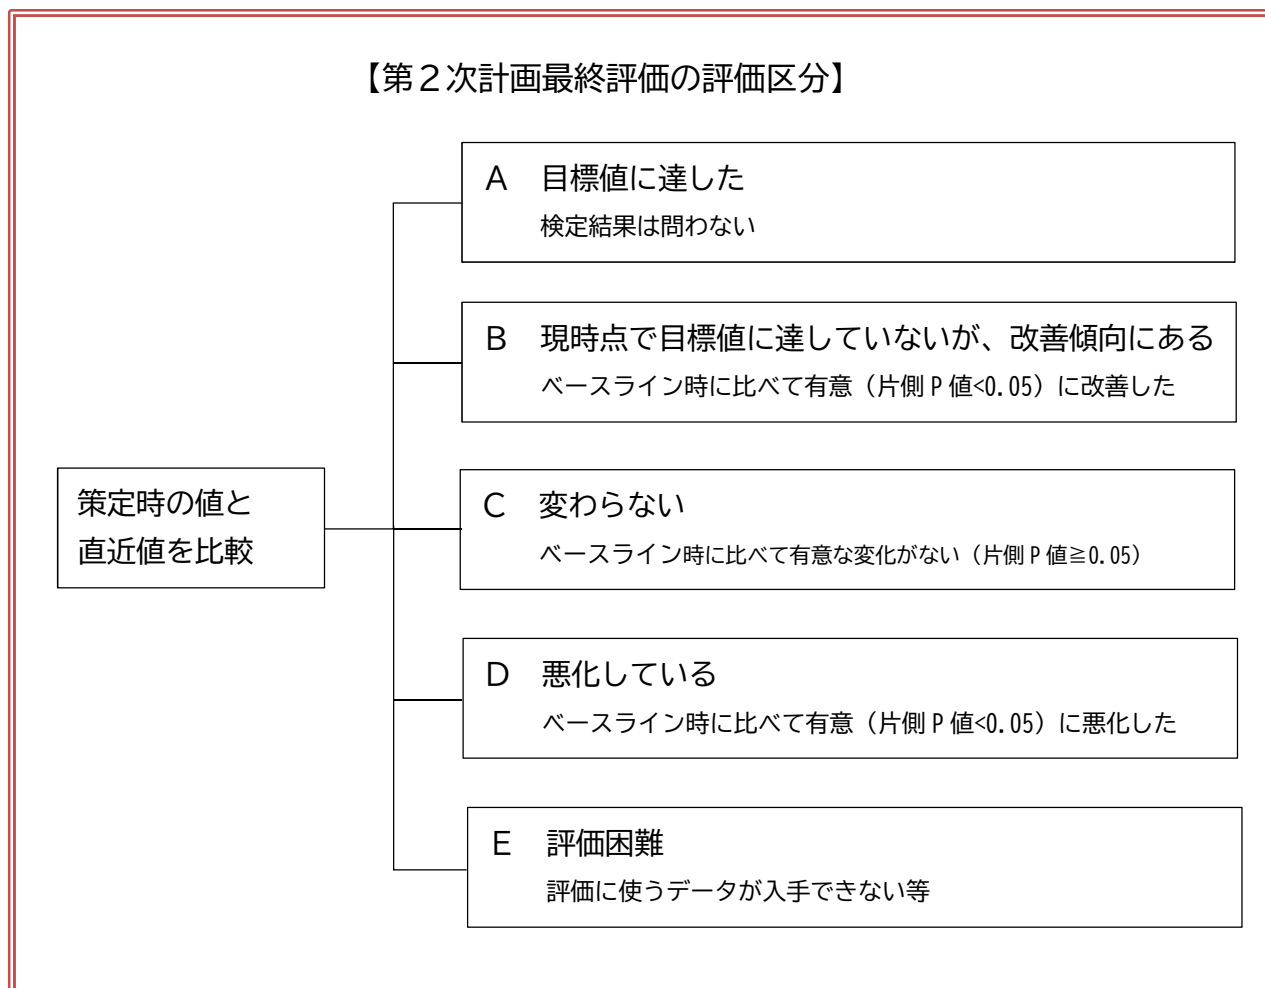 【第２次計画最終評価の評価区分】
A　目標値に達した
検定結果は問わない
B　現時点で目標値に達していないが、改善傾向にある
ベースライン時に比べて有意（片側 P 値<0.05）に改善した
策定時の値と
直近値を比較
C　変わらない
ベースライン時に比べて有意な変化がない（片側 P 値≧0.05）
D　悪化している
ベースライン時に比べて有意（片側 P 値<0.05）に悪化した
E　評価困難
評価に使うデータが入手できない等